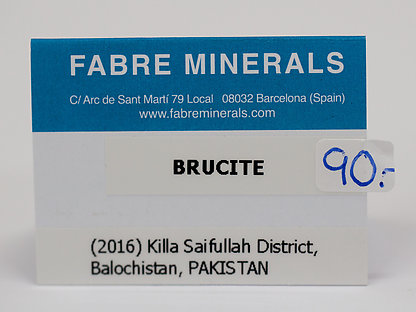 FABRE MINERALS
C/ Arc de Sant Martí 79 Local 08032 Barcelona (Spain)
www.fabreminerals.com
BRUCITE
90.-
(2016) Killa Saifullah District,
Balochistan, PAKISTAN